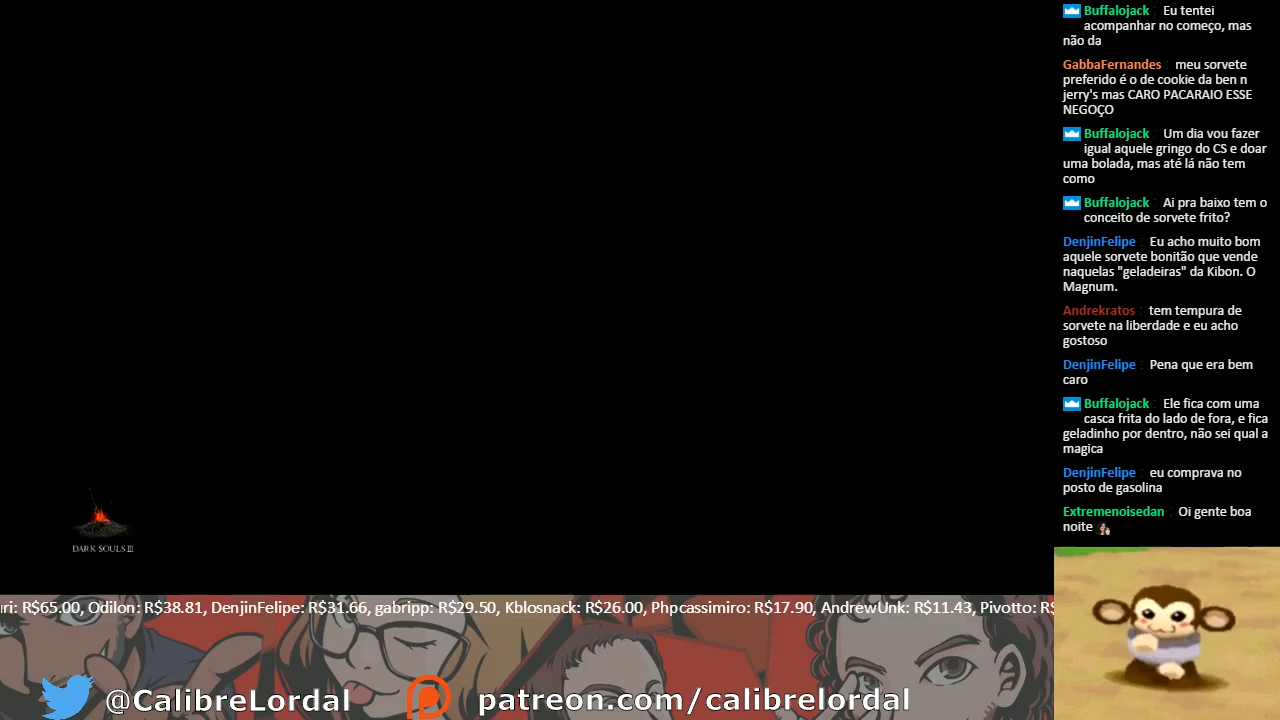 Buffalojack : Eu tentei
acompanhar no começo, mas
não da
GabbaFernandes : meu sorvete
preferido é o de cookie da ben n
jerry's mas CARO PACARAIO ESSE
NEGOÇO
Buffalojack : Um dia vou fazer
igual aquele gringo do CS e doar
uma bolada, mas até lá não tem
como
Buffalojack : Ai pra baixo tem o
conceito de sorvete frito?
DenjinFelipe : Eu acho muito bom
aquele sorvete bonitão que vende
naquelas "geladeiras" da Kibon. O
Magnum.
Andrekratos : tem tempura de
sorvete na liberdade e eu acho
gostoso
DenjinFelipe : Pena que era bem
caro
Buffalojack : Ele fica com uma
casca frita do lado de fora, e fica
geladinho por dentro, não sei qual a
magica
DenjinFelipe : eu comprava no
posto de gasolina
Extremenoisedan : Oi gente boa
noite
DARK SOULS III
ri: R$65.00, Odilon: R$38.81, DenjinFelipe: R$31.66, gabripp: R$29.50, Kblosnack: R$26.00, Phpcassimiro: R$17.90, AndrewUnk: R$11.43, Pivotto: R$
@CalibreLordal
patreon.com/calibrelordal